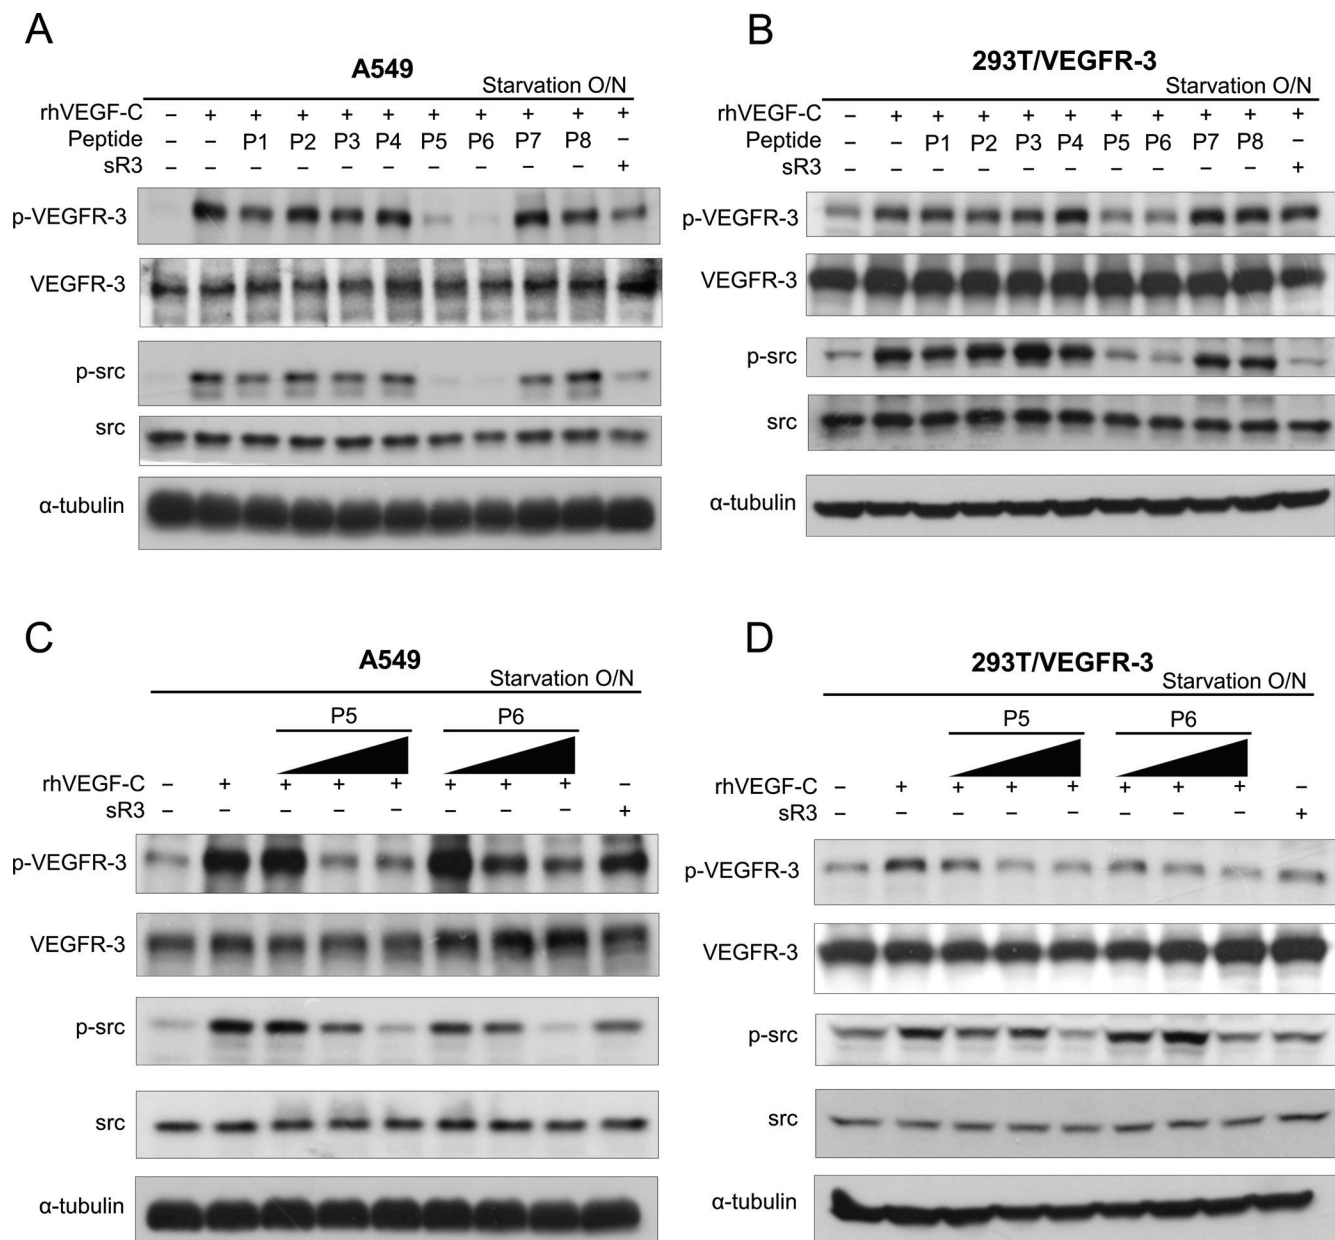 A
A549
Starvation O/N
rhVEGF-C – + + + + + + + + + +
Peptide – – P1 P2 P3 P4 P5 P6 P7 P8 –
sR3 – – – – – – – – – – +
p-VEGFR-3
VEGFR-3
p-src
src
α-tubulin
B
293T/VEGFR-3
Starvation O/N
rhVEGF-C – + + + + + + + + + +
Peptide – – P1 P2 P3 P4 P5 P6 P7 P8 –
sR3 – – – – – – – – – – +
p-VEGFR-3
VEGFR-3
p-src
src
α-tubulin
C
A549
Starvation O/N
P5 P6
rhVEGF-C – + + + + + + + –
sR3 – – – – – – – – +
p-VEGFR-3
VEGFR-3
p-src
src
α-tubulin
D
293T/VEGFR-3
Starvation O/N
P5 P6
rhVEGF-C – + + + + + + + –
sR3 – – – – – – – – +
p-VEGFR-3
VEGFR-3
p-src
src
α-tubulin